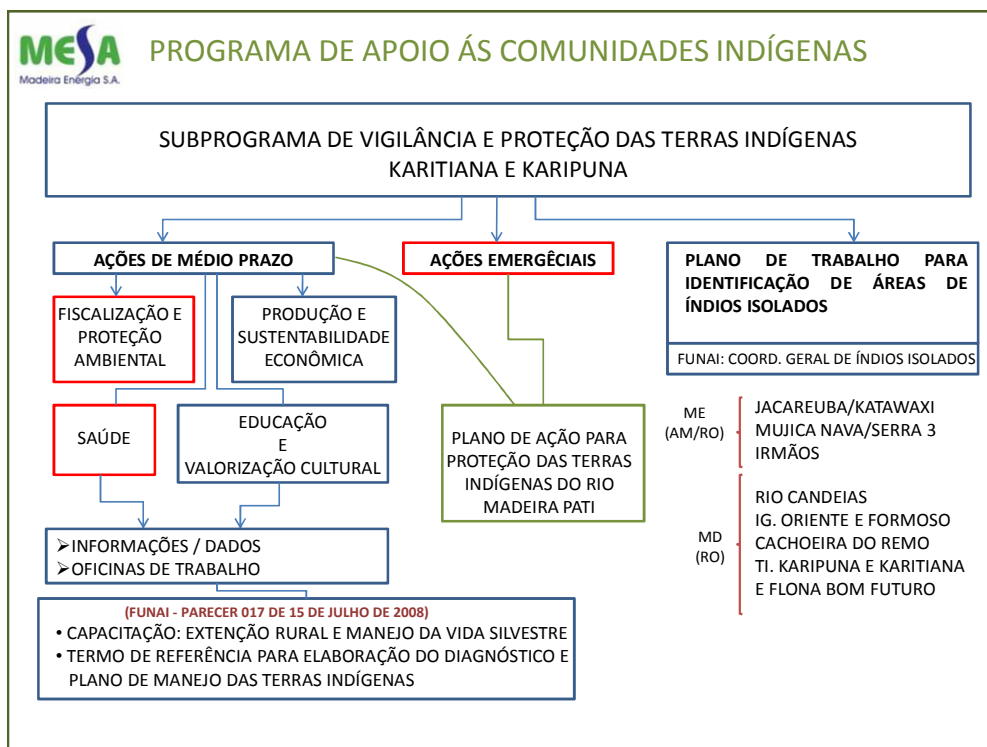 MESA
Madeira Energia S.A.
PROGRAMA DE APOIO ÁS COMUNIDADES INDÍGENAS
SUBPROGRAMA DE VIGILÂNCIA E PROTEÇÃO DAS TERRAS INDÍGENAS
KARITIANA E KARIPUNA
AÇÕES DE MÉDIO PRAZO
AÇÕES EMERGÊCIAIS
PLANO DE TRABALHO PARA
IDENTIFICAÇÃO DE ÁREAS DE
ÍNDIOS ISOLADOS
FUNAI: COORD. GERAL DE ÍNDIOS ISOLADOS
FISCALIZAÇÃO E
PROTEÇÃO
AMBIENTAL
PRODUÇÃO E
SUSTENTABILIDADE
ECONÔMICA
SAÚDE
EDUCAÇÃO
E
VALORIZAÇÃO CULTURAL
PLANO DE AÇÃO PARA
PROTEÇÃO DAS TERRAS
INDÍGENAS DO RIO
MADEIRA PATI
ME
(AM/RO)
JACAREUBA/KATAWAXI
MUJICA NAVA/SERRA 3
IRMÃOS
MD
(RO)
RIO CANDEIAS
IG. ORIENTE E FORMOSO
CACHOEIRA DO REMO
TI. KARIPUNA E KARITIANA
E FLONA BOM FUTURO
➢INFORMAÇÕES / DADOS
➢OFICINAS DE TRABALHO
(FUNAI - PARECER 017 DE 15 DE JULHO DE 2008)
• CAPACITAÇÃO: EXTENÇÃO RURAL E MANEJO DA VIDA SILVESTRE
• TERMO DE REFERÊNCIA PARA ELABORAÇÃO DO DIAGNÓSTICO E
PLANO DE MANEJO DAS TERRAS INDÍGENAS